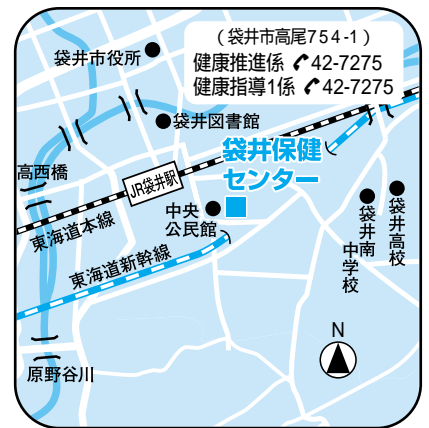 (袋井市高尾754-1)
健康推進係 42-7275
健康指導1係 42-7275
袋井市役所
袋井図書館
袋井保健
センター
高西橋
JR袋井駅
中央
公民館
東海道本線
東海道新幹線
袋井南
中学校
袋井高校
N
原野谷川